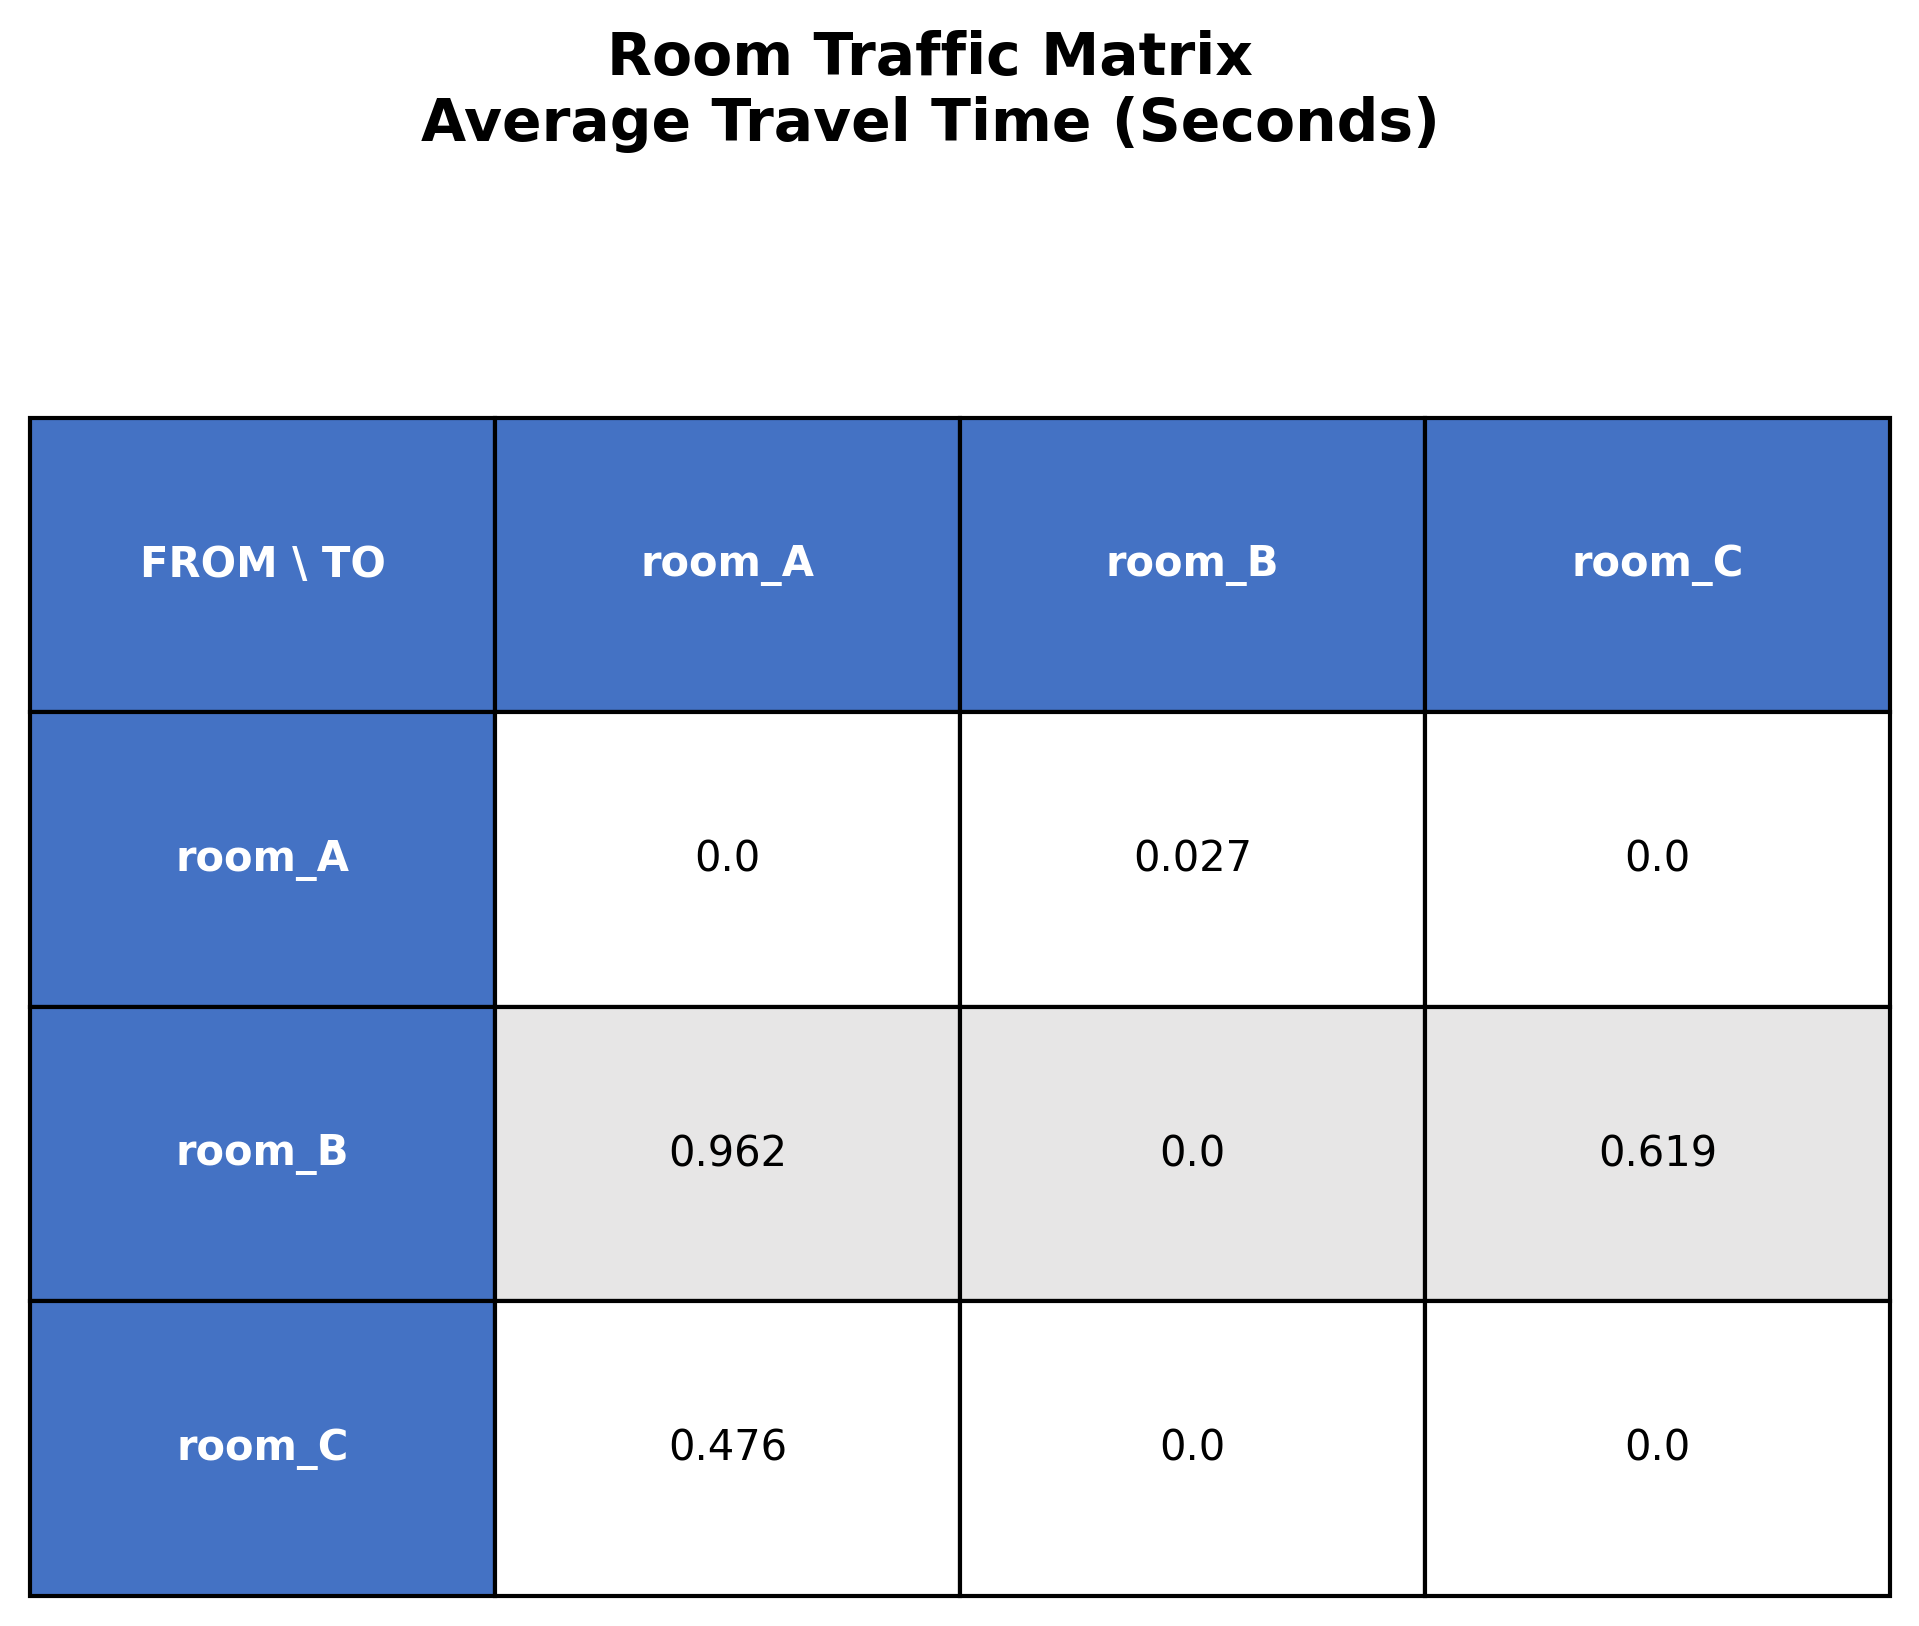 Room Traffic Matrix
Average Travel Time (Seconds)
FROM \ TO room_A room_B room_C
room_A 0.0 0.027 0.0
room_B 0.962 0.0 0.619
room_C 0.476 0.0 0.0